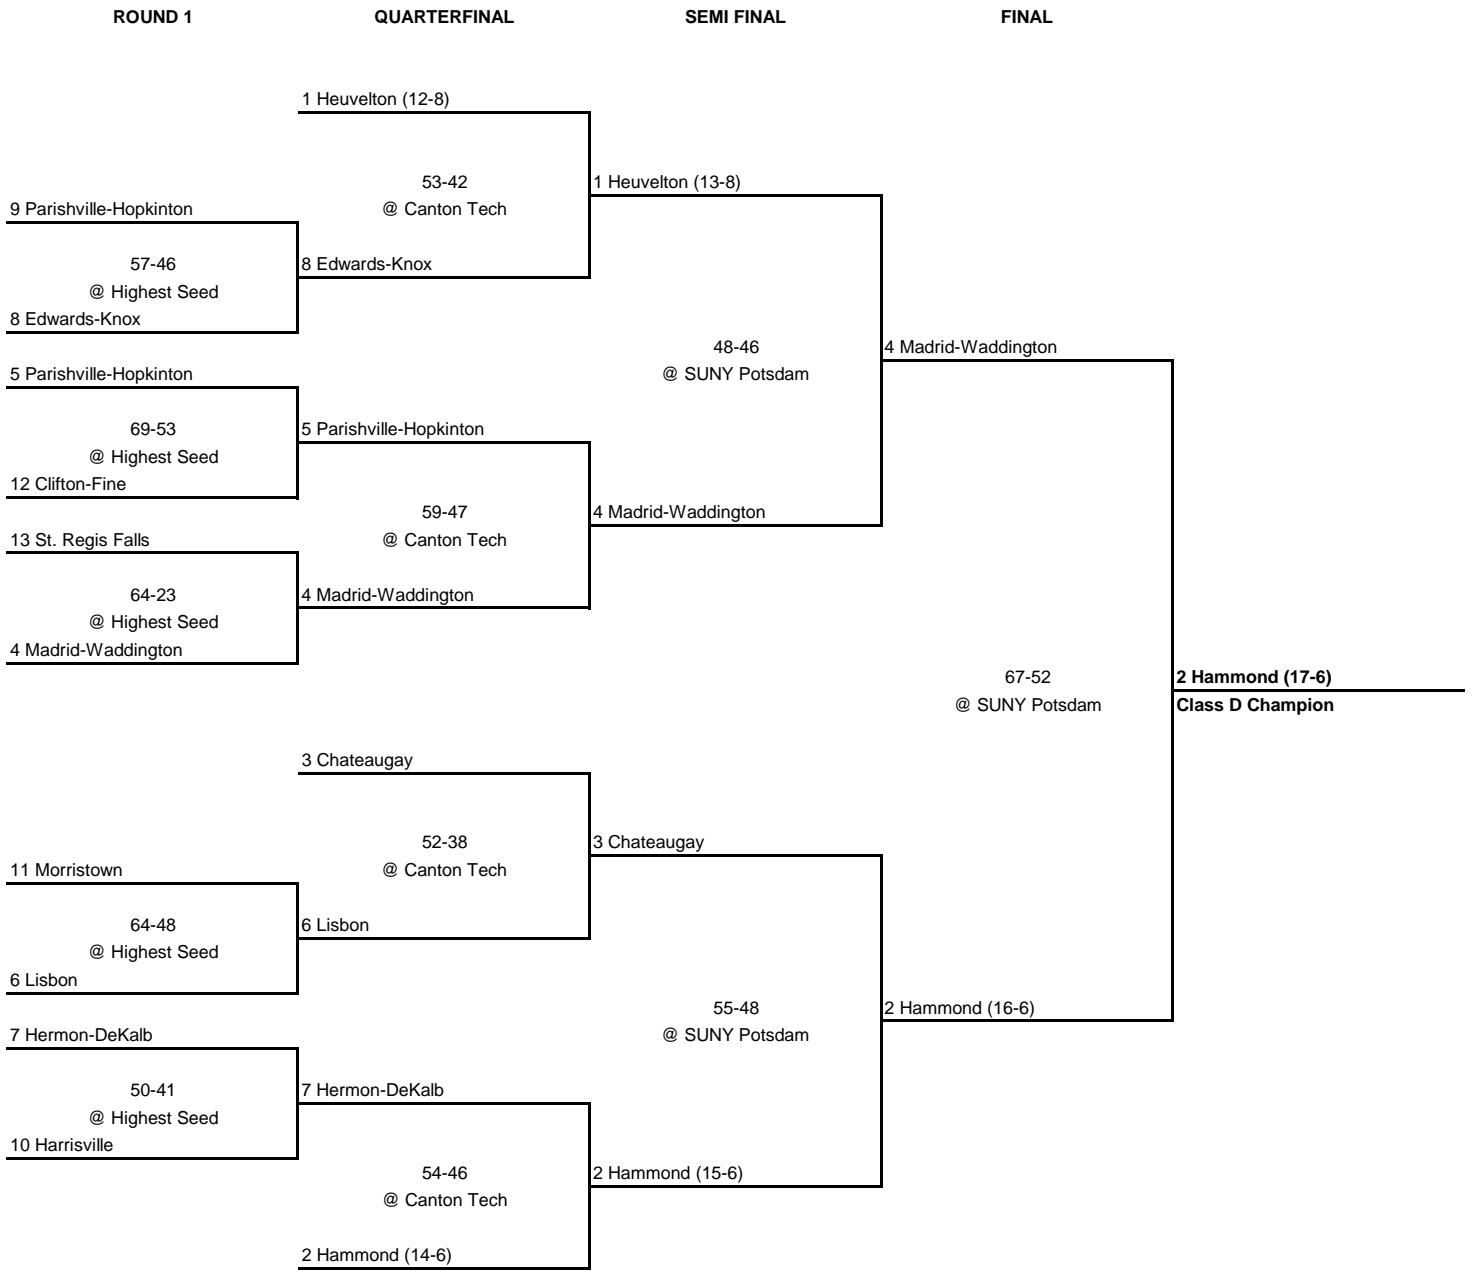 ROUND 1 QUARTERFINAL SEMI FINAL FINAL
1 Heuvelton (12-8)
53-42 1 Heuvelton (13-8)
9 Parishville-Hopkinton @ Canton Tech
57-46 8 Edwards-Knox
@ Highest Seed
8 Edwards-Knox
48-46 4 Madrid-Waddington
5 Parishville-Hopkinton @ SUNY Potsdam
69-53 5 Parishville-Hopkinton
@ Highest Seed
12 Clifton-Fine
59-47 4 Madrid-Waddington
13 St. Regis Falls @ Canton Tech
64-23 4 Madrid-Waddington
@ Highest Seed
4 Madrid-Waddington
67-52 2 Hammond (17-6)
@ SUNY Potsdam Class D Champion
3 Chateaugay
52-38 3 Chateaugay
11 Morristown @ Canton Tech
64-48 6 Lisbon
@ Highest Seed
6 Lisbon
55-48 2 Hammond (16-6)
7 Hermon-DeKalb @ SUNY Potsdam
50-41 7 Hermon-DeKalb
@ Highest Seed
10 Harrisville
54-46 2 Hammond (15-6)
@ Canton Tech
2 Hammond (14-6)